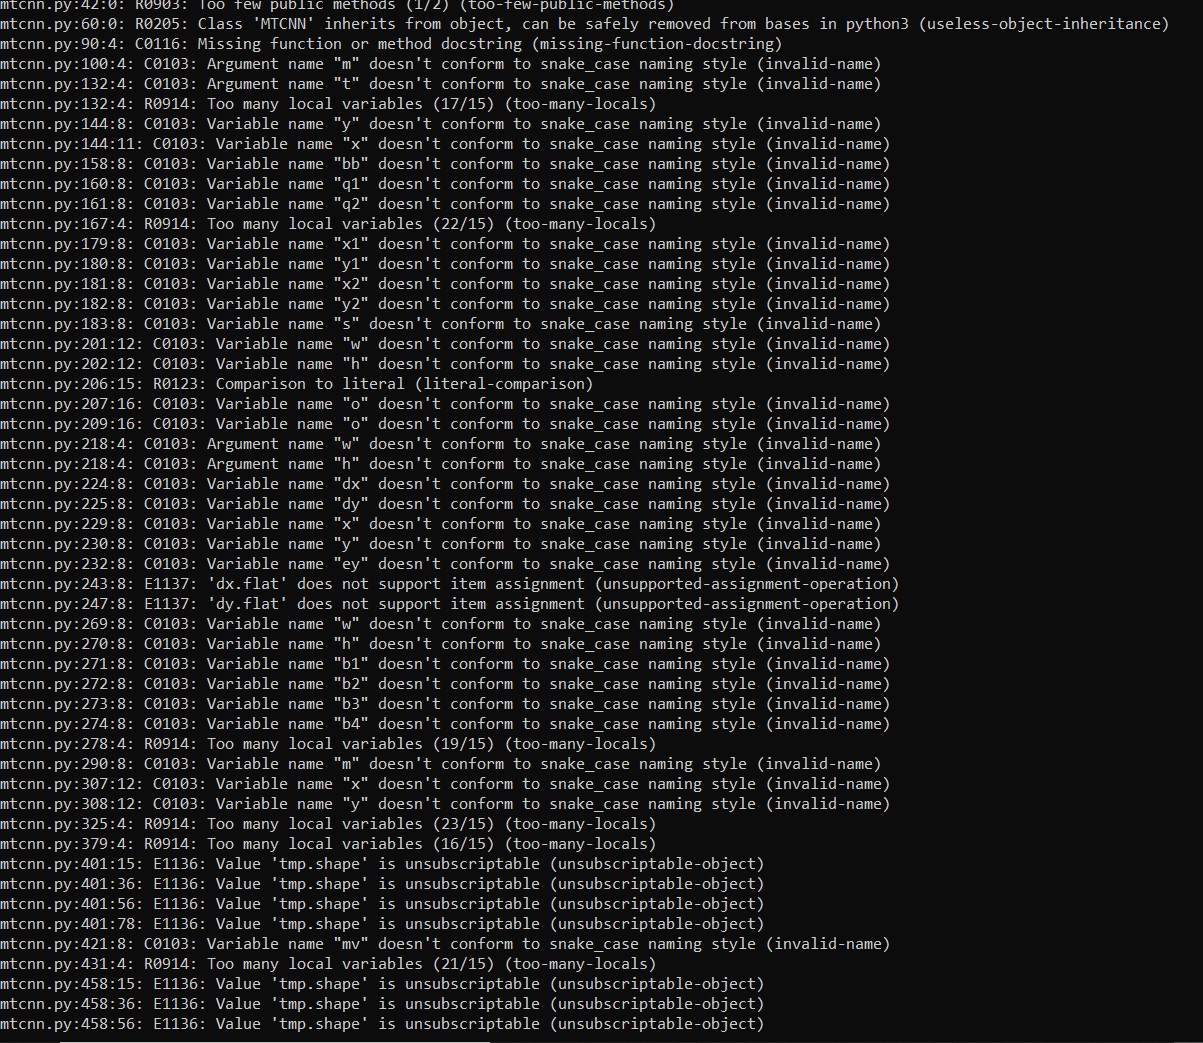 mtcnn.py:42:0: R0903: Too few public methods (1/2) (too-few-public-methods)
mtcnn.py:60:0: R0205: Class 'MTCNN' inherits from object, can be safely removed from bases in python3 (useless-object-inheritance)
mtcnn.py:90:4: C0116: Missing function or method docstring (missing-function-docstring)
mtcnn.py:100:4: C0103: Argument name "m" doesn't conform to snake_case naming style (invalid-name)
mtcnn.py:132:4: C0103: Argument name "t" doesn't conform to snake_case naming style (invalid-name)
mtcnn.py:132:4: R0914: Too many local variables (17/15) (too-many-locals)
mtcnn.py:144:8: C0103: Variable name "y" doesn't conform to snake_case naming style (invalid-name)
mtcnn.py:144:11: C0103: Variable name "x" doesn't conform to snake_case naming style (invalid-name)
mtcnn.py:158:8: C0103: Variable name "bb" doesn't conform to snake_case naming style (invalid-name)
mtcnn.py:160:8: C0103: Variable name "q1" doesn't conform to snake_case naming style (invalid-name)
mtcnn.py:161:8: C0103: Variable name "q2" doesn't conform to snake_case naming style (invalid-name)
mtcnn.py:167:4: R0914: Too many local variables (22/15) (too-many-locals)
mtcnn.py:179:8: C0103: Variable name "x1" doesn't conform to snake_case naming style (invalid-name)
mtcnn.py:180:8: C0103: Variable name "y1" doesn't conform to snake_case naming style (invalid-name)
mtcnn.py:181:8: C0103: Variable name "x2" doesn't conform to snake_case naming style (invalid-name)
mtcnn.py:182:8: C0103: Variable name "y2" doesn't conform to snake_case naming style (invalid-name)
mtcnn.py:183:8: C0103: Variable name "s" doesn't conform to snake_case naming style (invalid-name)
mtcnn.py:201:12: C0103: Variable name "w" doesn't conform to snake_case naming style (invalid-name)
mtcnn.py:202:12: C0103: Variable name "h" doesn't conform to snake_case naming style (invalid-name)
mtcnn.py:206:15: R0123: Comparison to literal (literal-comparison)
mtcnn.py:207:16: C0103: Variable name "o" doesn't conform to snake_case naming style (invalid-name)
mtcnn.py:209:16: C0103: Variable name "o" doesn't conform to snake_case naming style (invalid-name)
mtcnn.py:218:4: C0103: Argument name "w" doesn't conform to snake_case naming style (invalid-name)
mtcnn.py:218:4: C0103: Argument name "h" doesn't conform to snake_case naming style (invalid-name)
mtcnn.py:224:8: C0103: Variable name "dx" doesn't conform to snake_case naming style (invalid-name)
mtcnn.py:225:8: C0103: Variable name "dy" doesn't conform to snake_case naming style (invalid-name)
mtcnn.py:229:8: C0103: Variable name "x" doesn't conform to snake_case naming style (invalid-name)
mtcnn.py:230:8: C0103: Variable name "y" doesn't conform to snake_case naming style (invalid-name)
mtcnn.py:232:8: C0103: Variable name "ey" doesn't conform to snake_case naming style (invalid-name)
mtcnn.py:243:8: E1137: 'dx.flat' does not support item assignment (unsupported-assignment-operation)
mtcnn.py:247:8: E1137: 'dy.flat' does not support item assignment (unsupported-assignment-operation)
mtcnn.py:269:8: C0103: Variable name "w" doesn't conform to snake_case naming style (invalid-name)
mtcnn.py:270:8: C0103: Variable name "h" doesn't conform to snake_case naming style (invalid-name)
mtcnn.py:271:8: C0103: Variable name "b1" doesn't conform to snake_case naming style (invalid-name)
mtcnn.py:272:8: C0103: Variable name "b2" doesn't conform to snake_case naming style (invalid-name)
mtcnn.py:273:8: C0103: Variable name "b3" doesn't conform to snake_case naming style (invalid-name)
mtcnn.py:274:8: C0103: Variable name "b4" doesn't conform to snake_case naming style (invalid-name)
mtcnn.py:278:4: R0914: Too many local variables (19/15) (too-many-locals)
mtcnn.py:290:8: C0103: Variable name "m" doesn't conform to snake_case naming style (invalid-name)
mtcnn.py:307:12: C0103: Variable name "x" doesn't conform to snake_case naming style (invalid-name)
mtcnn.py:308:12: C0103: Variable name "y" doesn't conform to snake_case naming style (invalid-name)
mtcnn.py:325:4: R0914: Too many local variables (23/15) (too-many-locals)
mtcnn.py:379:4: R0914: Too many local variables (16/15) (too-many-locals)
mtcnn.py:401:15: E1136: Value 'tmp.shape' is unsubscriptable (unsubscriptable-object)
mtcnn.py:401:36: E1136: Value 'tmp.shape' is unsubscriptable (unsubscriptable-object)
mtcnn.py:401:56: E1136: Value 'tmp.shape' is unsubscriptable (unsubscriptable-object)
mtcnn.py:401:78: E1136: Value 'tmp.shape' is unsubscriptable (unsubscriptable-object)
mtcnn.py:421:8: C0103: Variable name "mv" doesn't conform to snake_case naming style (invalid-name)
mtcnn.py:431:4: R0914: Too many local variables (21/15) (too-many-locals)
mtcnn.py:458:15: E1136: Value 'tmp.shape' is unsubscriptable (unsubscriptable-object)
mtcnn.py:458:36: E1136: Value 'tmp.shape' is unsubscriptable (unsubscriptable-object)
mtcnn.py:458:56: E1136: Value 'tmp.shape' is unsubscriptable (unsubscriptable-object)